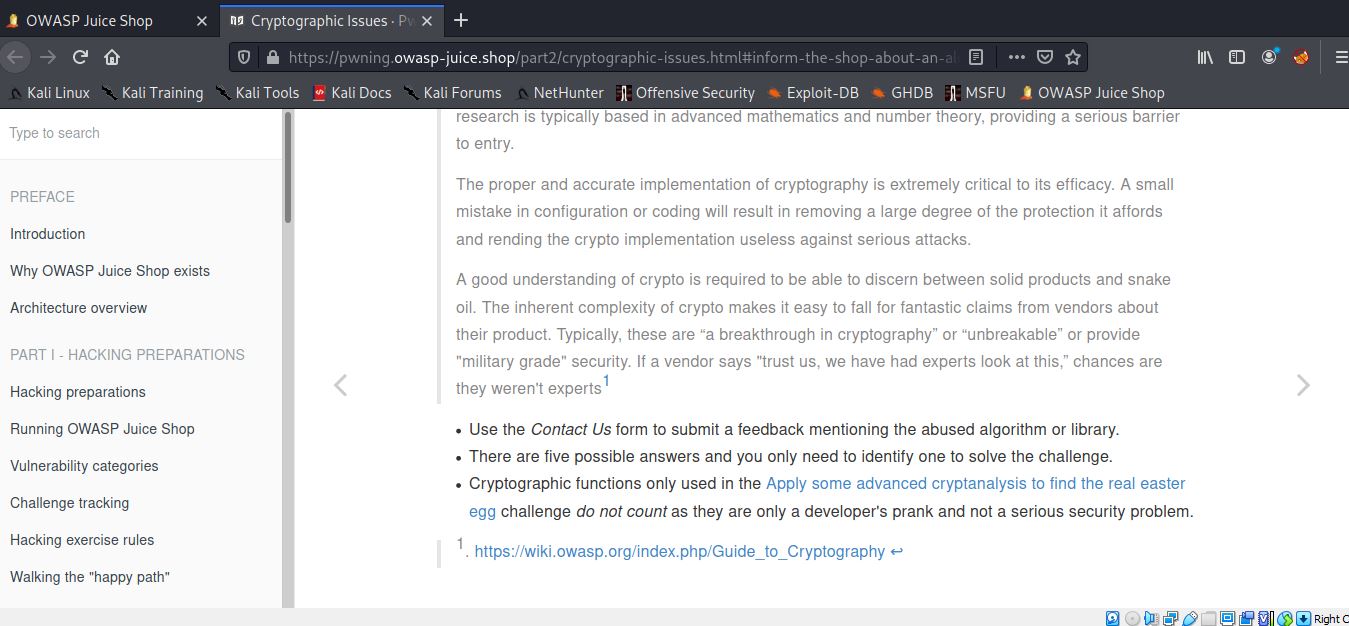 OWASP Juice Shop
Cryptographic Issues · Pw
https://pwning.owasp-juice.shop/part2/cryptographic-issues.html#inform-the-shop-about-an-al
Kali Linux Kali Training Kali Tools Kali Docs Kali Forums NetHunter Offensive Security Exploit-DB GHDB MSFU OWASP Juice Shop
Type to search
PREFACE
Introduction
Why OWASP Juice Shop exists
Architecture overview
PART I - HACKING PREPARATIONS
Hacking preparations
Running OWASP Juice Shop
Vulnerability categories
Challenge tracking
Hacking exercise rules
Walking the "happy path"
research is typically based in advanced mathematics and number theory, providing a serious barrier
to entry.
The proper and accurate implementation of cryptography is extremely critical to its efficacy. A small
mistake in configuration or coding will result in removing a large degree of the protection it affords
and rending the crypto implementation useless against serious attacks.
A good understanding of crypto is required to be able to discern between solid products and snake
oil. The inherent complexity of crypto makes it easy to fall for fantastic claims from vendors about
their product. Typically, these are “a breakthrough in cryptography” or “unbreakable” or provide
"military grade" security. If a vendor says "trust us, we have had experts look at this,” chances are
they weren't experts1
• Use the Contact Us form to submit a feedback mentioning the abused algorithm or library.
• There are five possible answers and you only need to identify one to solve the challenge.
• Cryptographic functions only used in the Apply some advanced cryptanalysis to find the real easter
egg challenge do not count as they are only a developer's prank and not a serious security problem.
1. https://wiki.owasp.org/index.php/Guide_to_Cryptography ↩
Right C